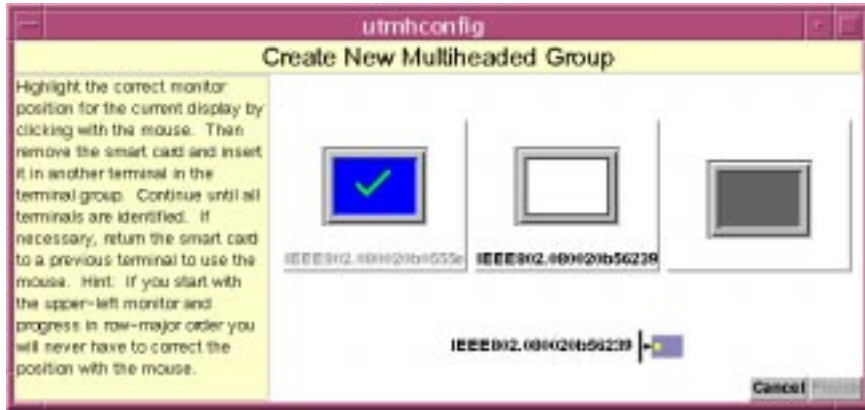 utmhconfig
Create New Multiheaded Group
Highlight the correct monitor
position for the current display by
clicking with the mouse. Then
remove the smart card and insert
it in another terminal in the
terminal group. Continue until all
terminals are identified. If
necessary, return the smart card
to a previous terminal to use the
mouse. Hint: If you start with
the upper-left monitor and
progress in row-major order you
will never have to correct the
position with the mouse.
IEEE802.080020b56239
IEEE802.080020b56239
Cancel